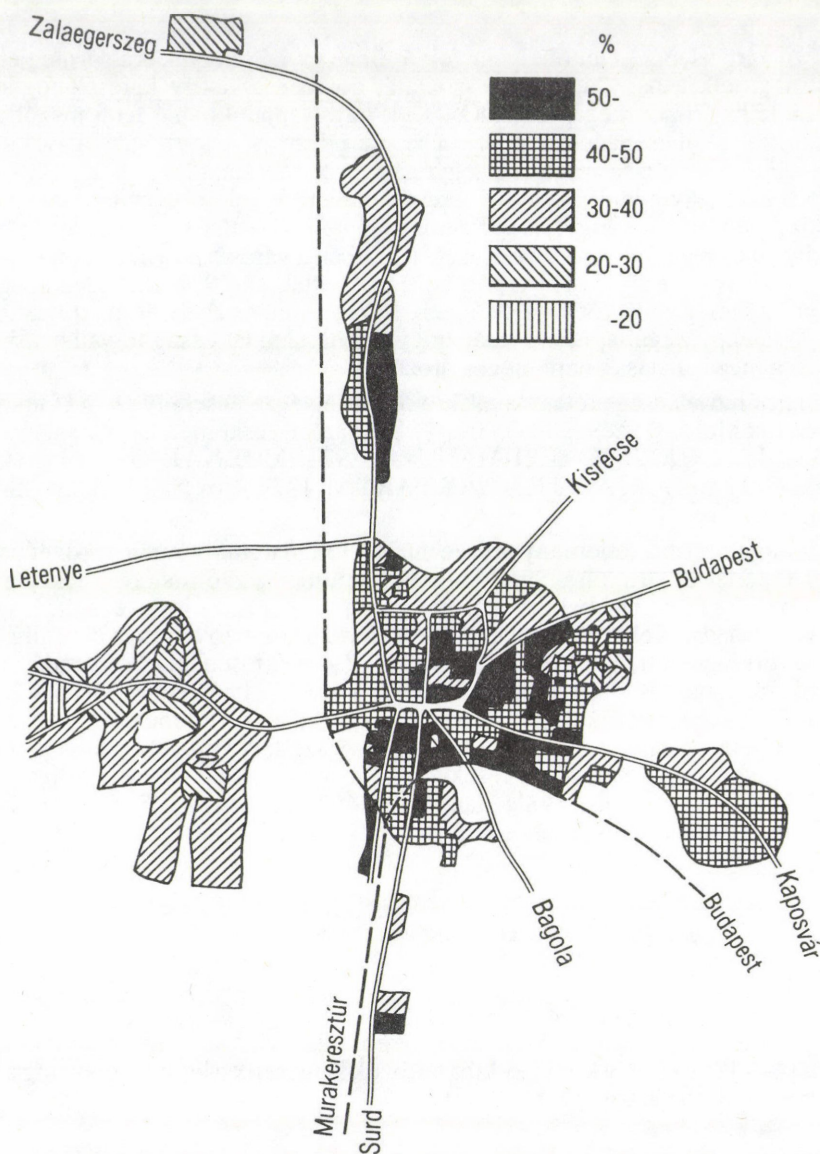 Zalaegerszeg
%
50-
40-50
30-40
20-30
-20
Kisrécse
Letenye
Budapest
Kaposvár
Budapest
Bagola
Murakeresztúr
Surd